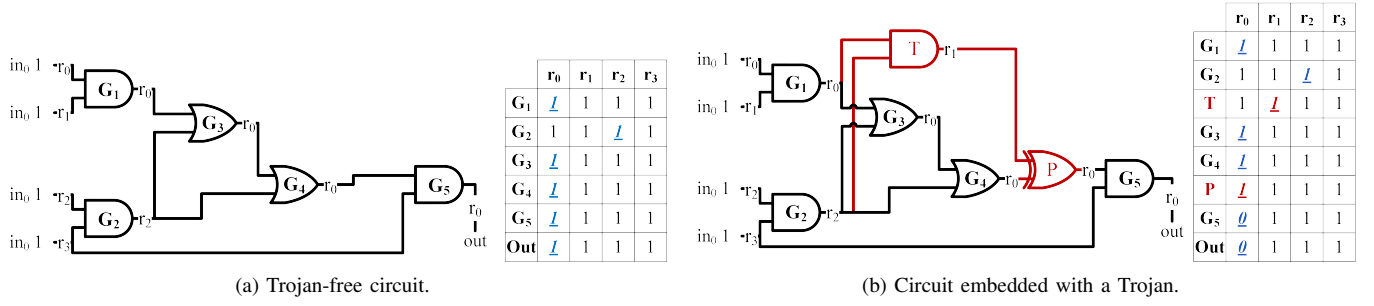 in₀ 1 r₀
in₀ 1 r₁
G₁ r₀
G₃ r₀
G₄ r₀
G₅
r₀
out
in₀ 1 r₂
in₀ 1 r₃
G₂ r₂
r₀ r₁ r₂ r₃
G₁ 1 1 1 1
G₂ 1 1 1 1
G₃ 1 1 1 1
G₄ 1 1 1 1
G₅ 1 1 1 1
Out 1 1 1 1
(a) Trojan-free circuit.
T r₁
in₀ 1 r₀
in₀ 1 r₁
G₁ r₀
G₃ r₀
G₄ r₀
P r₀
G₅
r₀
out
in₀ 1 r₂
in₀ 1 r₃
G₂ r₂
r₀ r₁ r₂ r₃
G₁ 1 1 1 1
G₂ 1 1 1 1
T 1 1 1 1
G₃ 1 1 1 1
G₄ 1 1 1 1
P 1 1 1 1
G₅ 0 1 1 1
Out 0 1 1 1
(b) Circuit embedded with a Trojan.